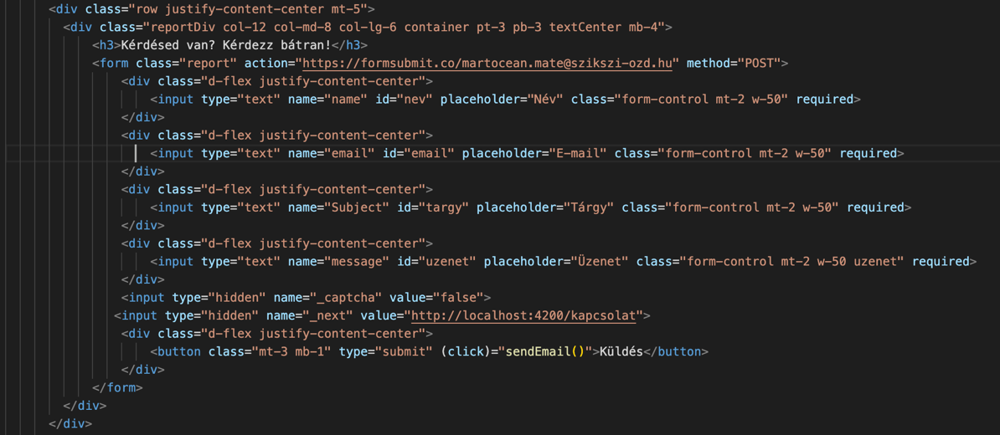 <div class="row justify-content-center mt-5">
<div class="reportDiv col-12 col-md-8 col-lg-6 container pt-3 pb-3 textCenter mb-4">
<h3>Kérdésed van? Kérdezz bátran!</h3>
<form class="report" action="https://formsubmit.co/martocean.mate@szikszi-ozd.hu" method="POST">
<div class="d-flex justify-content-center">
<input type="text" name="name" id="nev" placeholder="Név" class="form-control mt-2 w-50" required>
</div>
<div class="d-flex justify-content-center">
<input type="text" name="email" id="email" placeholder="E-mail" class="form-control mt-2 w-50" required>
</div>
<div class="d-flex justify-content-center">
<input type="text" name="Subject" id="targy" placeholder="Tárgy" class="form-control mt-2 w-50" required>
</div>
<div class="d-flex justify-content-center">
<input type="text" name="message" id="uzenet" placeholder="Üzenet" class="form-control mt-2 w-50 uzenet" required>
</div>
<input type="hidden" name="_captcha" value="false">
<input type="hidden" name="_next" value="http://localhost:4200/kapcsolat">
<div class="d-flex justify-content-center">
<button class="mt-3 mb-1" type="submit" (click)="sendEmail()">Küldés</button>
</div>
</form>
</div>
</div>